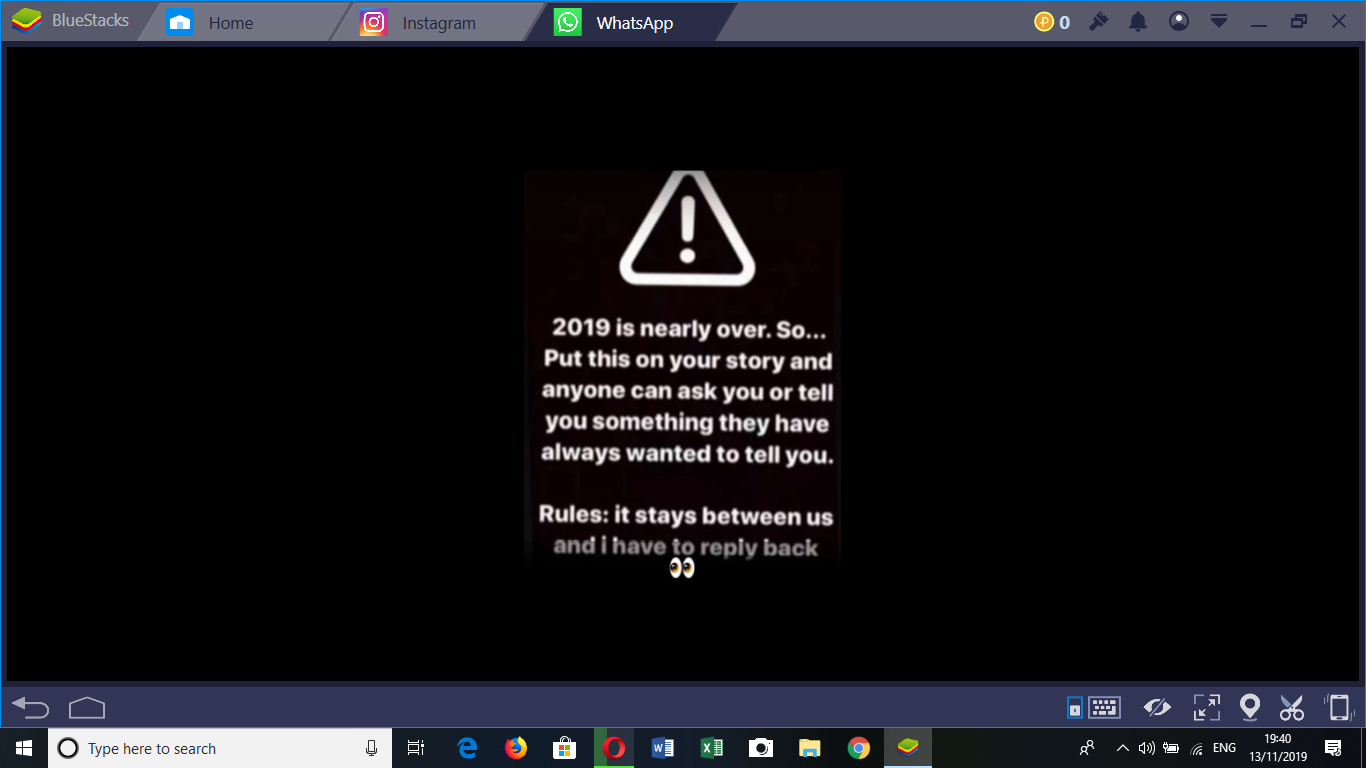 BlueStacks
Home
Instagram
WhatsApp
0
2019 is nearly over. So...
Put this on your story and
anyone can ask you or tell
you something they have
always wanted to tell you.
Rules: it stays between us
and i have to reply back
Type here to search
ENG
19:40
13/11/2019